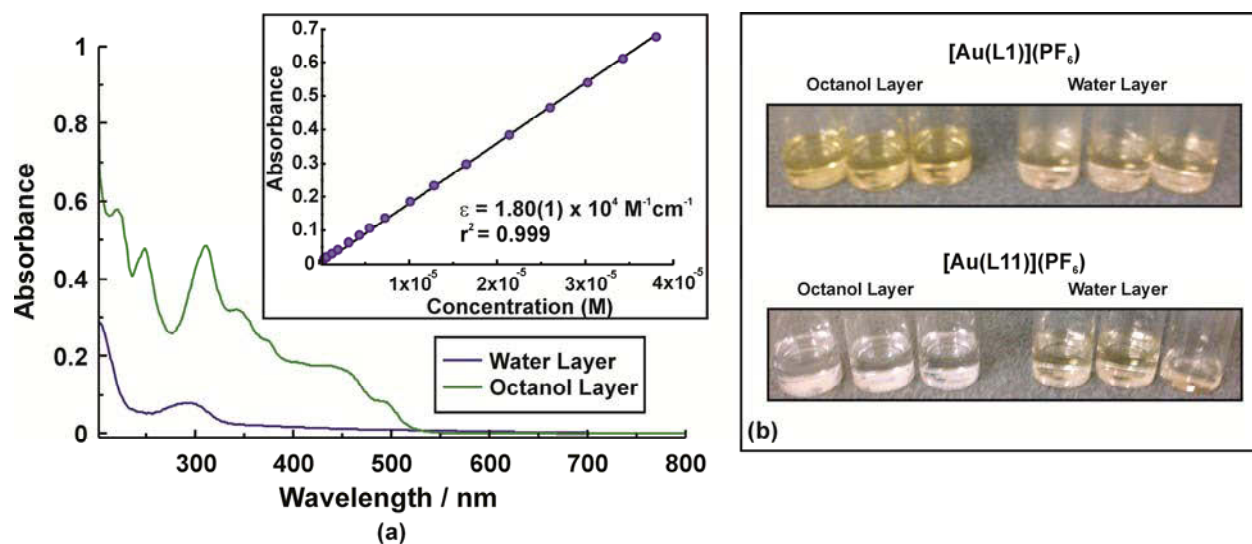 1
0.8
0.6
0.4
0.2
0
Absorbance
300 400 500 600 700 800
Wavelength / nm
(a)
0.7
0.6
0.5
0.4
0.3
0.2
0.1
0
Absorbance
ε = 1.80(1) x 10⁴ M⁻¹cm⁻¹
r² = 0.999
1x10⁻⁵ 2x10⁻⁵ 3x10⁻⁵ 4x10⁻⁵
Concentration (M)
Water Layer
Octanol Layer
[Au(L1)](PF₆)
Octanol Layer Water Layer
[Au(L11)](PF₆)
Octanol Layer Water Layer
(b)